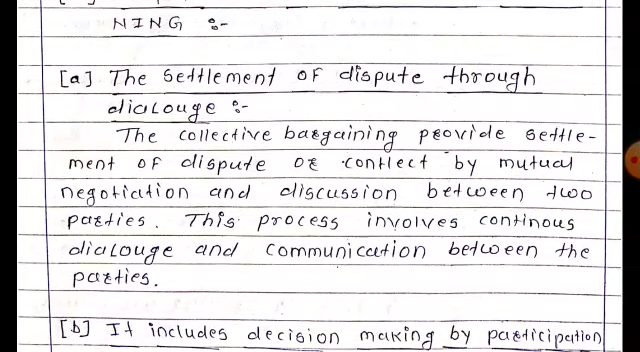 NING :-
[a] The settlement of dispute through
dialouge :-
The collective bargaining provide settle-
ment of dispute or contlect by mutual
negotiation and discussion between two
parties. This process involves continous
dialouge and communication between the
parties.
[b] It includes decision making by participation